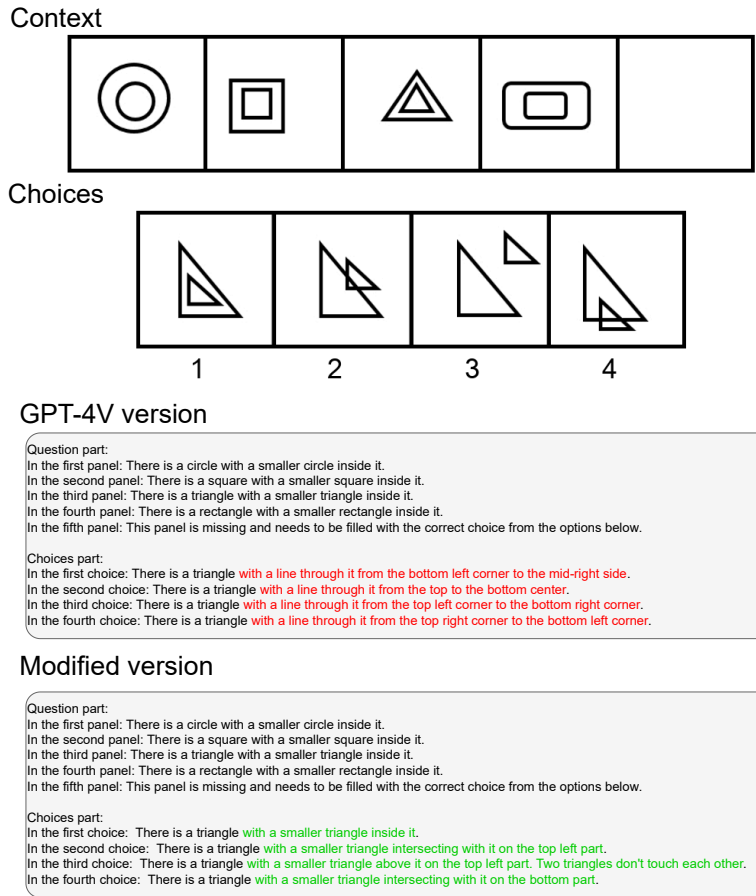 Context
Choices
1 2 3 4
GPT-4V version
Question part:
In the first panel: There is a circle with a smaller circle inside it.
In the second panel: There is a square with a smaller square inside it.
In the third panel: There is a triangle with a smaller triangle inside it.
In the fourth panel: There is a rectangle with a smaller rectangle inside it.
In the fifth panel: This panel is missing and needs to be filled with the correct choice from the options below.
Choices part:
In the first choice: There is a triangle with a line through it from the bottom left corner to the mid-right side.
In the second choice: There is a triangle with a line through it from the top to the bottom center.
In the third choice: There is a triangle with a line through it from the top left corner to the bottom right corner.
In the fourth choice: There is a triangle with a line through it from the top right corner to the bottom left corner.
Modified version
Question part:
In the first panel: There is a circle with a smaller circle inside it.
In the second panel: There is a square with a smaller square inside it.
In the third panel: There is a triangle with a smaller triangle inside it.
In the fourth panel: There is a rectangle with a smaller rectangle inside it.
In the fifth panel: This panel is missing and needs to be filled with the correct choice from the options below.
Choices part:
In the first choice: There is a triangle with a smaller triangle inside it.
In the second choice: There is a triangle with a smaller triangle intersecting with it on the top left part.
In the third choice: There is a triangle with a smaller triangle above it on the top left part. Two triangles don't touch each other.
In the fourth choice: There is a triangle with a smaller triangle intersecting with it on the bottom part.